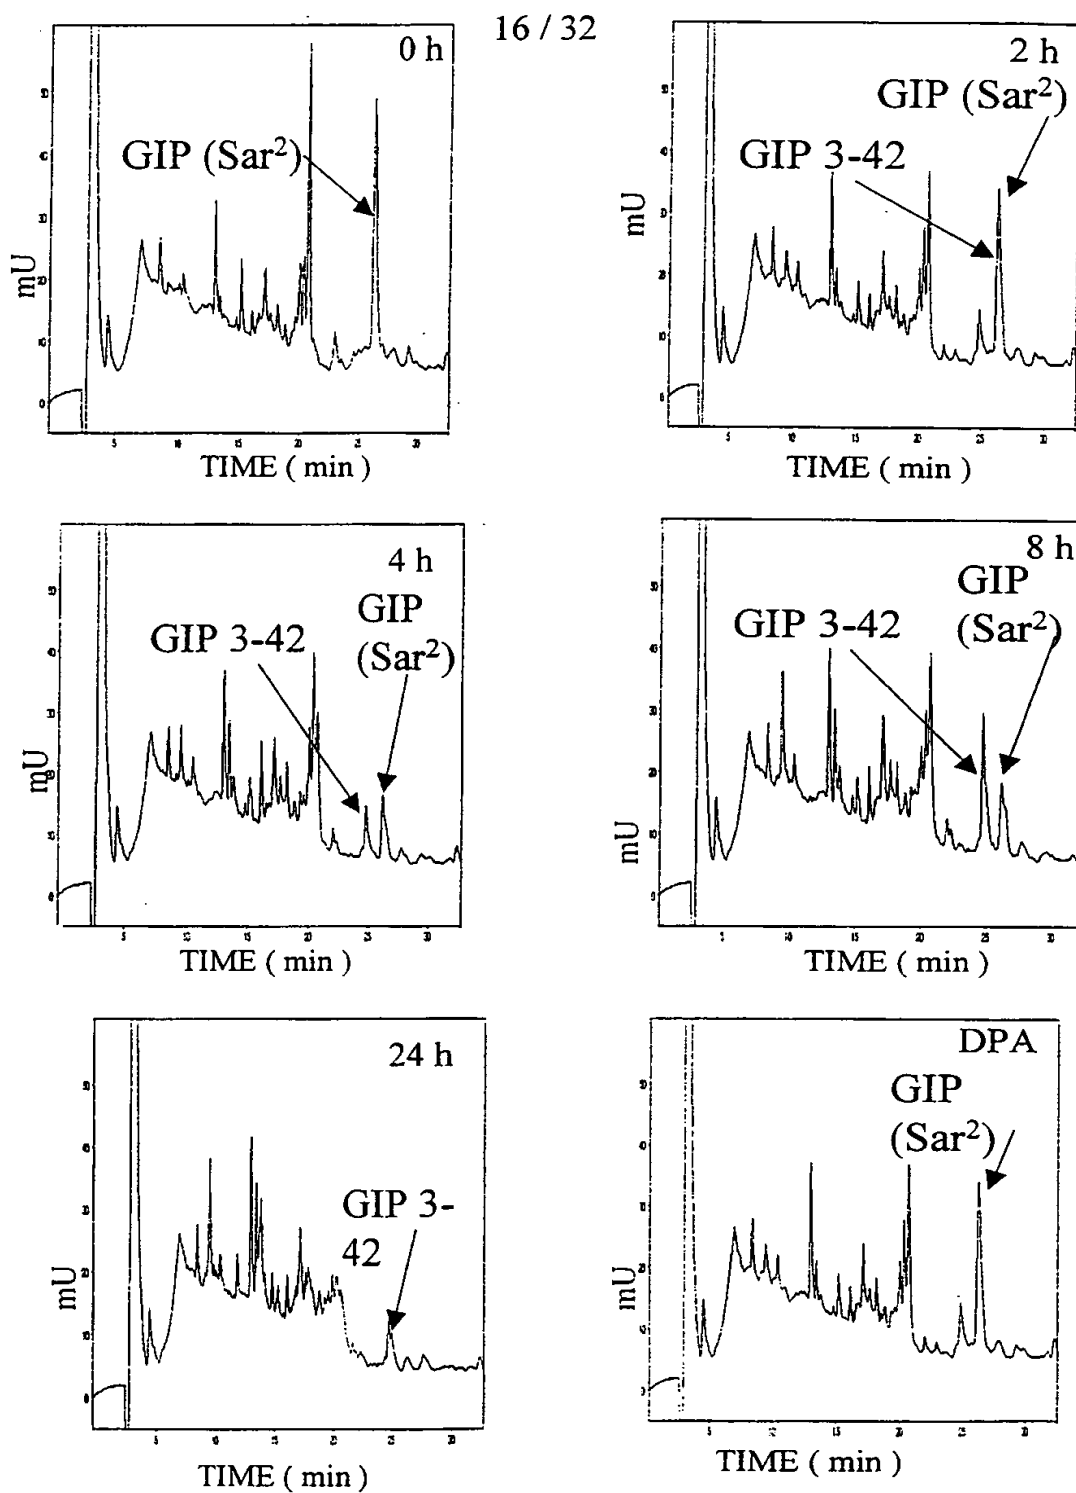 16 / 32
0 h
GIP (Sar²)
mU
TIME ( min )
2 h
GIP (Sar²)
GIP 3-42
mU
TIME ( min )
4 h
GIP
(Sar²)
GIP 3-42
mU
TIME ( min )
8 h
GIP
(Sar²)
GIP 3-42
mU
TIME ( min )
24 h
GIP 3-
42
mU
TIME ( min )
DPA
GIP
(Sar²)
mU
TIME ( min )